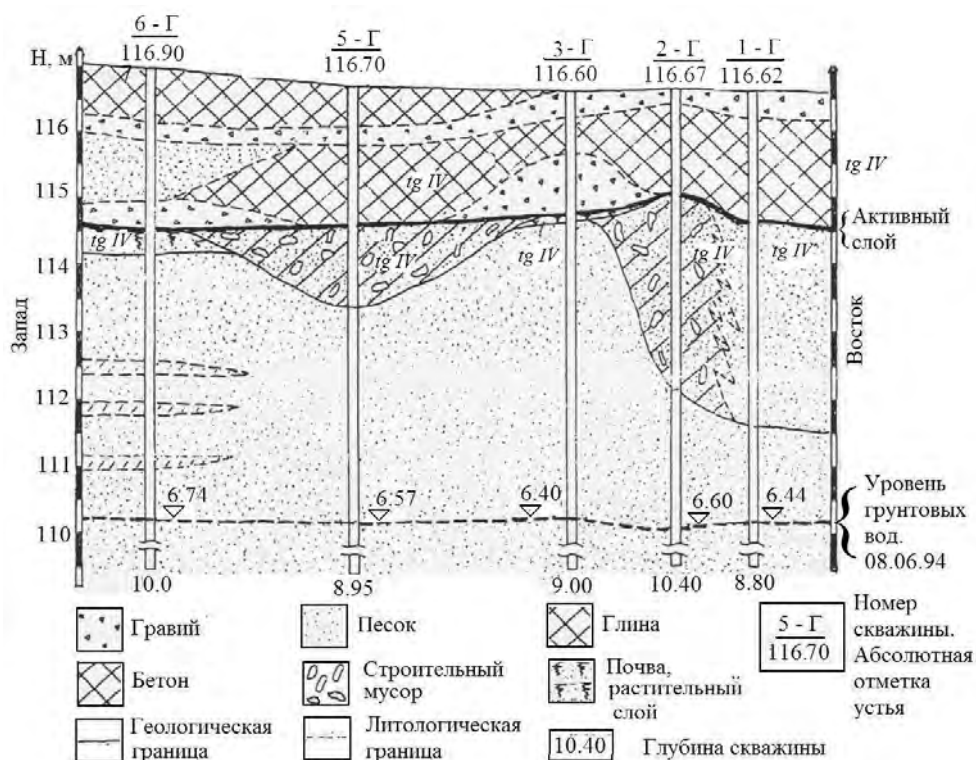 6 - Г
116.90
5 - Г
116.70
3 - Г
116.60
2 - Г
116.67
1 - Г
116.62
Н, м
116
115
114
113
112
111
110
Запад
Восток
tg IV
tg IV
tg IV
tg IV
tg IV
tg IV
tg IV
Активный
слой
6.74
6.57
6.40
6.60
6.44
Уровень
грунтовых
вод.
08.06.94
10.0
8.95
9.00
10.40
8.80
Гравий
Песок
Глина
5 - Г
116.70
Номер
скважины.
Абсолютная
отметка
устья
Бетон
Строительный
мусор
Почва,
растительный
слой
Геологическая
граница
Литологическая
граница
10.40
Глубина скважины